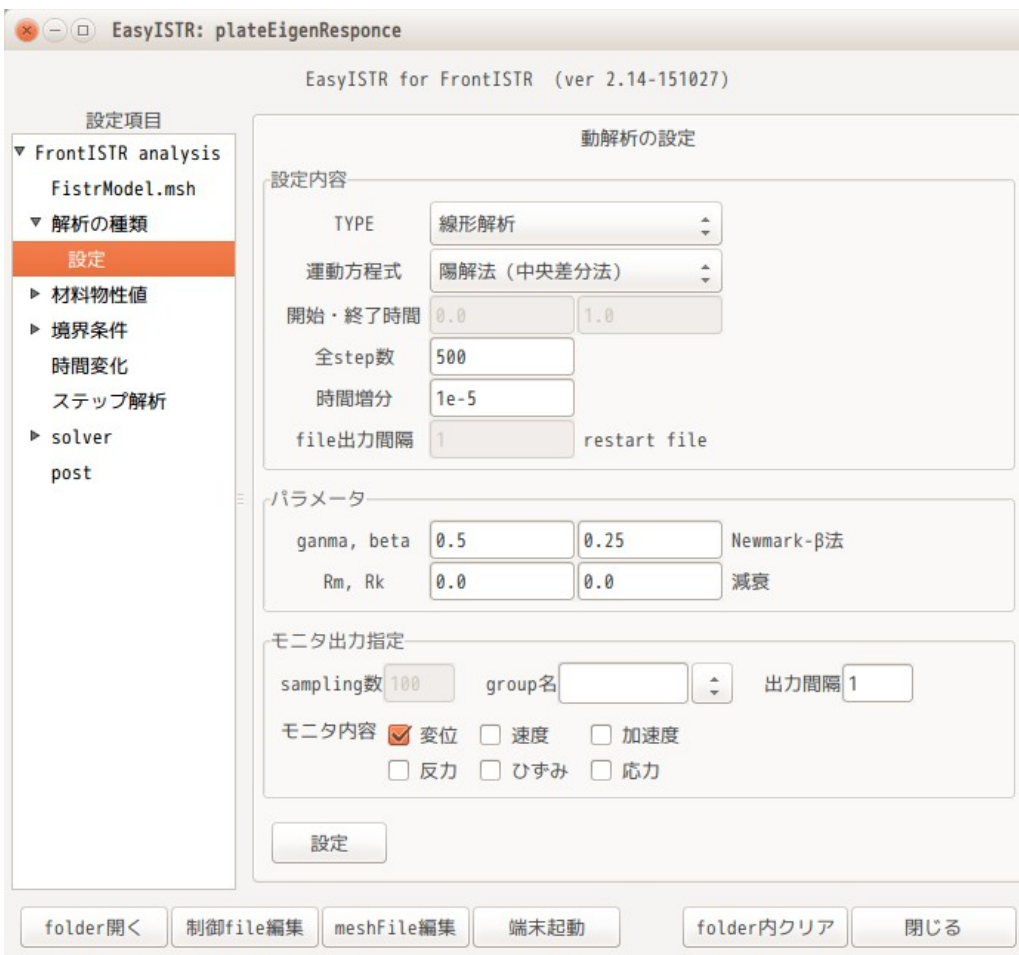 EasyISTR: plateEigenResponce
EasyISTR for FrontISTR (ver 2.14-151027)
設定項目
FrontISTR analysis
FistrModel.msh
解析の種類
設定
材料物性値
境界条件
時間変化
ステップ解析
solver
post
動解析の設定
設定内容
TYPE 線形解析
運動方程式 陽解法（中央差分法）
開始・終了時間 0.0 1.0
全step数 500
時間増分 1e-5
file出力間隔 1 restart file
パラメータ
ganma, beta 0.5 0.25 Newmark-β法
Rm, Rk 0.0 0.0 減衰
モニタ出力指定
sampling数 100 group名 出力間隔 1
モニタ内容 変位 速度 加速度
反力 ひずみ 応力
設定
folder開く 制御file編集 meshFile編集 端末起動 folder内クリア 閉じる